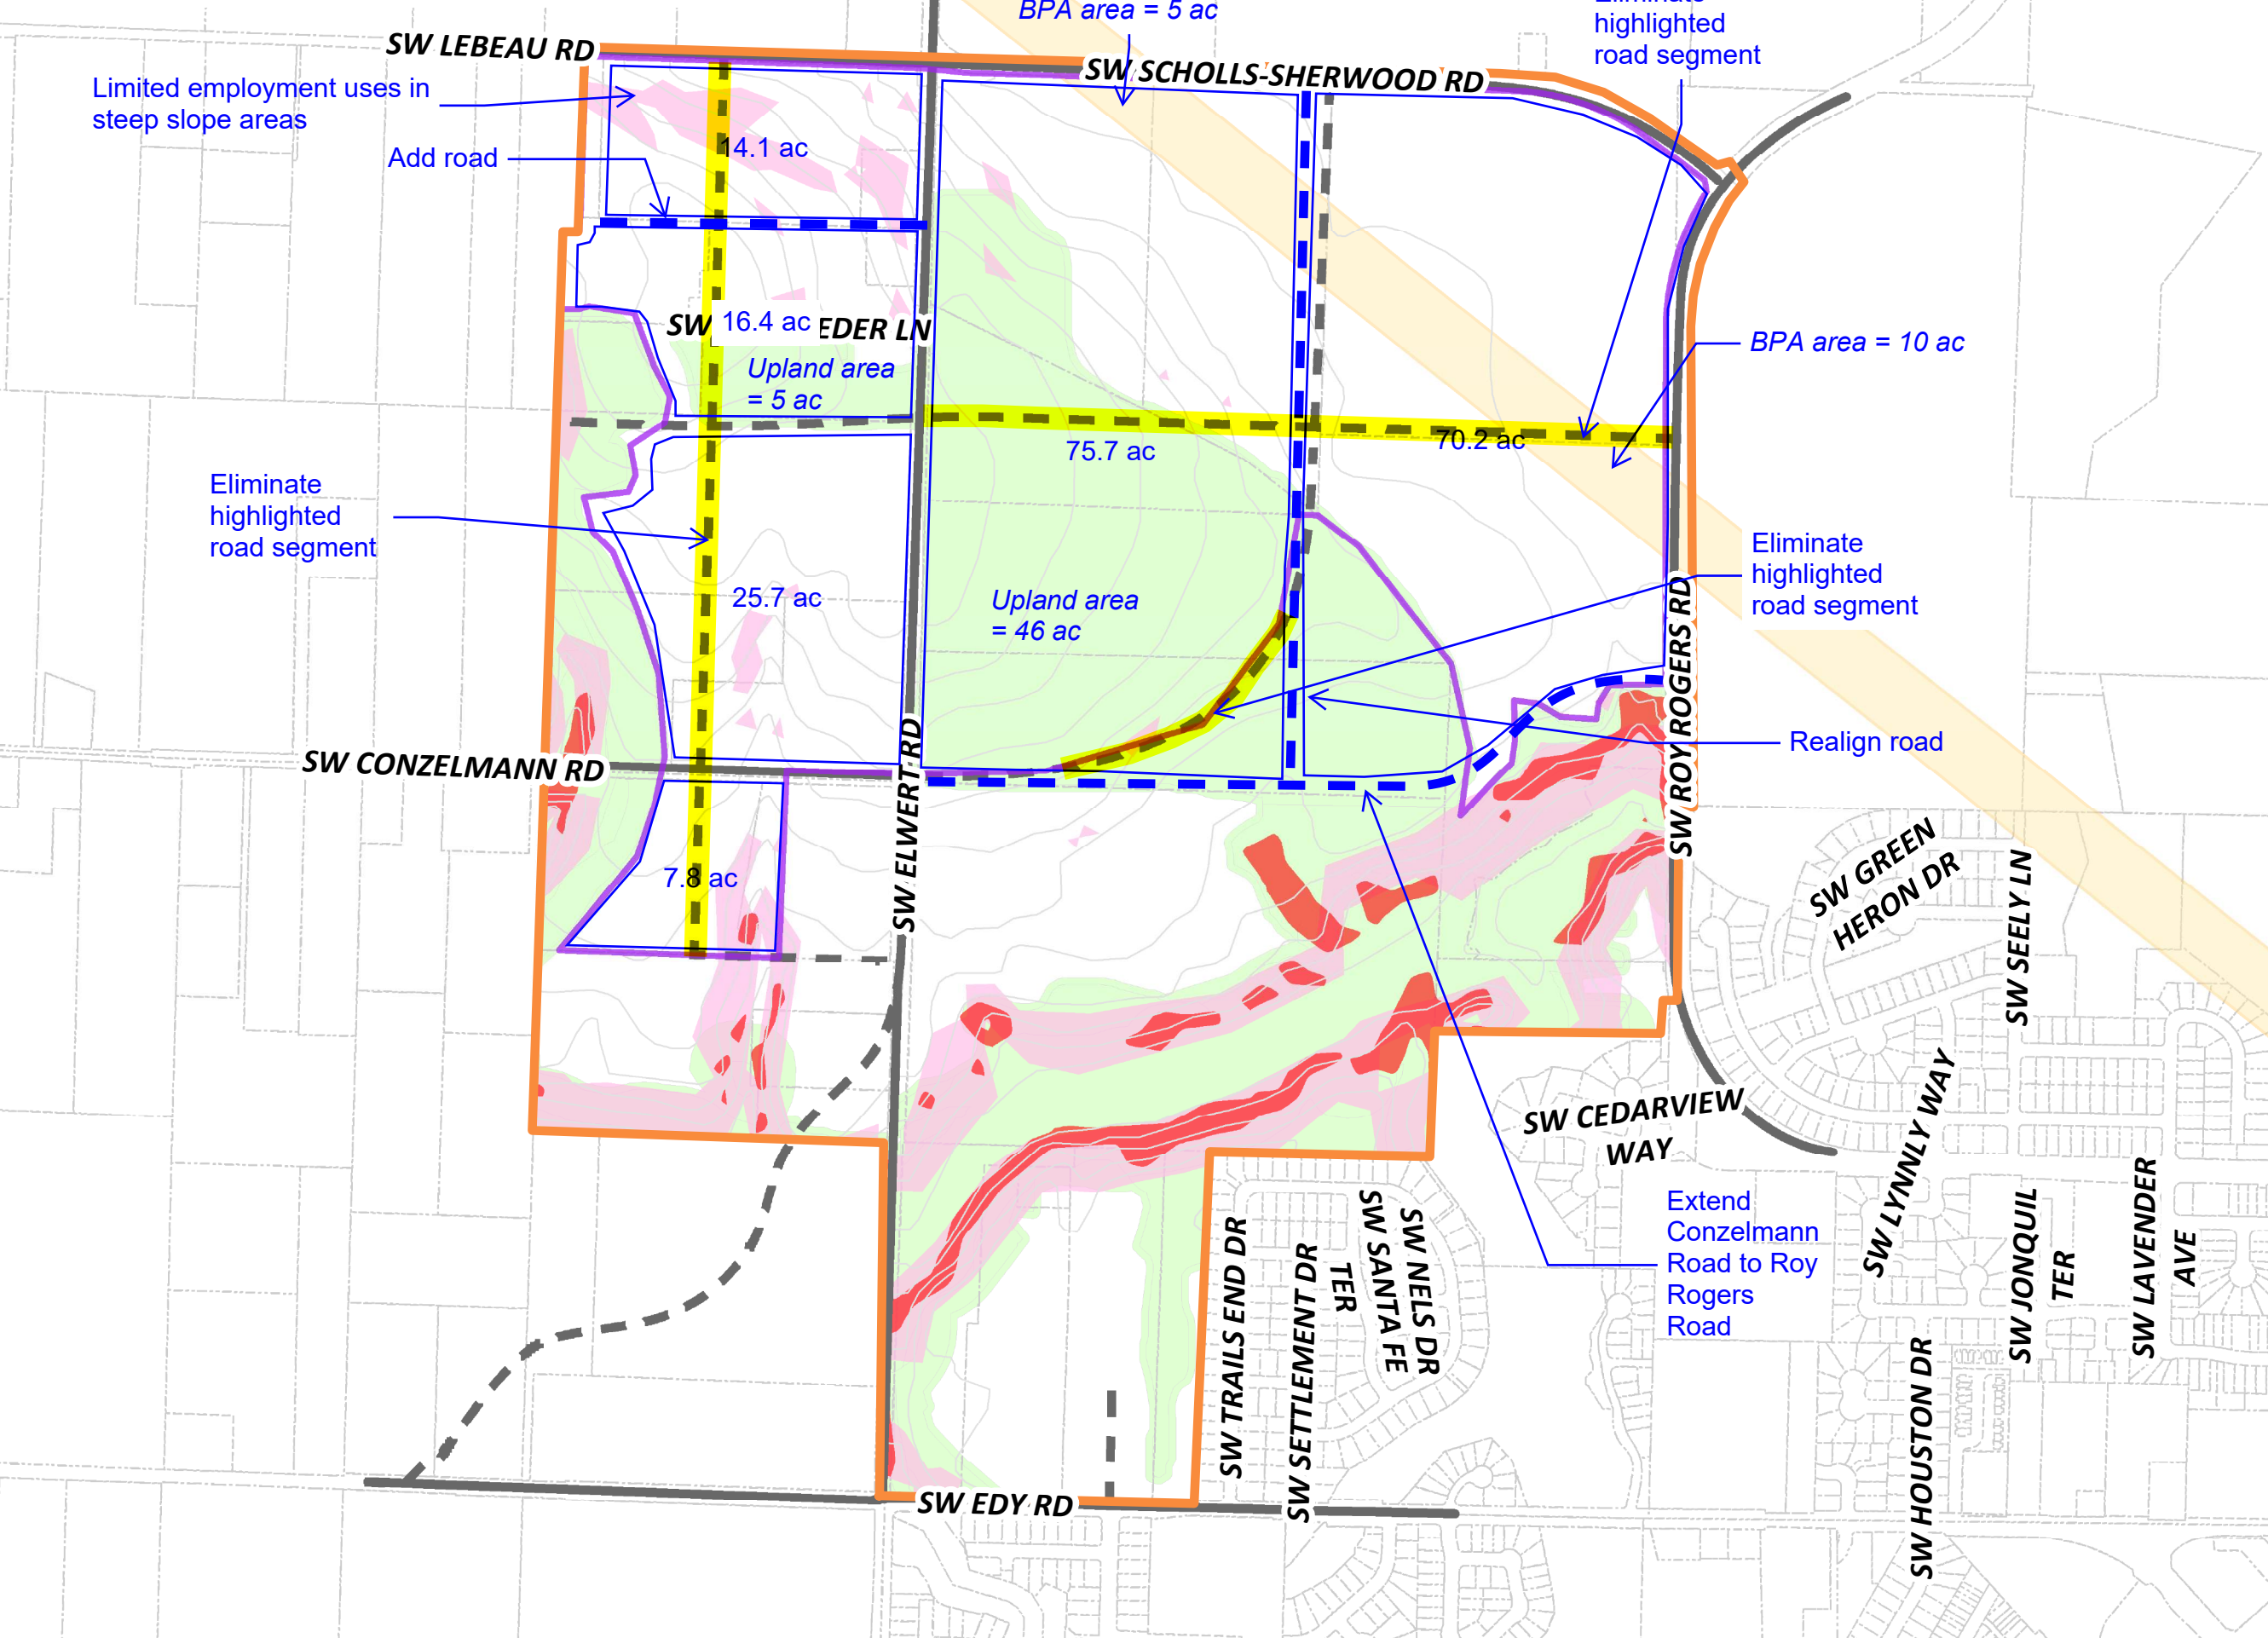 BPA area = 5 ac
Eliminate
highlighted
road segment
SW LEBEAU RD
SW SCHOLLS-SHERWOOD RD
Limited employment uses in
steep slope areas
Add road
14.1 ac
SW
16.4 ac
EDER LN
Upland area
= 5 ac
BPA area = 10 ac
75.7 ac
70.2 ac
Eliminate
highlighted
road segment
Eliminate
highlighted
road segment
25.7 ac
Upland area
= 46 ac
SW ROY ROGERS RD
Realign road
SW CONZELMANN RD
SW ELWERT RD
7.8 ac
SW GREEN
HERON DR
SW SEELY LN
SW CEDARVIEW
WAY
SW LYNNLY WAY
Extend
Conzelmann
Road to Roy
Rogers
Road
SW TRAILS END DR
SW SETTLEMENT DR
SW SANTA FE
TER
SW NELS DR
SW JONQUIL
TER
SW LAVENDER
AVE
SW HOUSTON DR
SW EDY RD